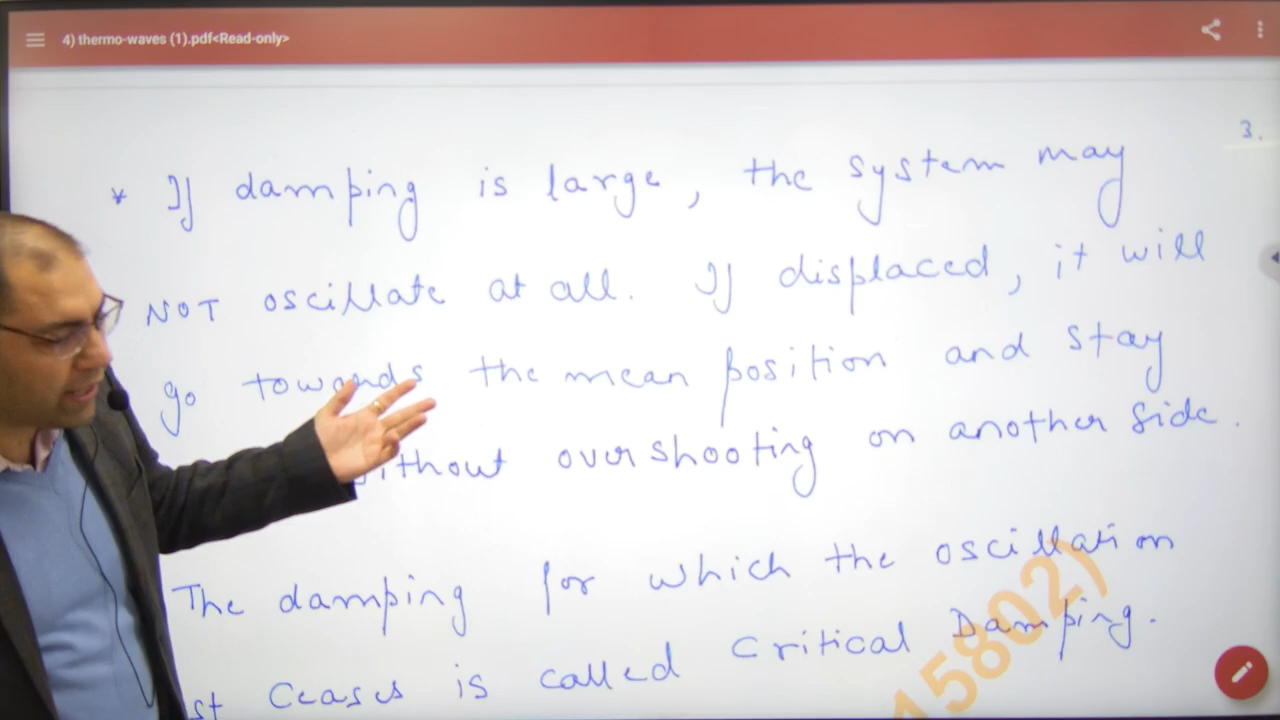 4) thermo-waves (1).pdf<Read-only>
3.
* If damping is large, the system may
NOT oscillate at all. If displaced, it will
go towards the mean position and stay
without overshooting on another side.
The damping for which the oscillation
st ceases is called Critical Damping.
15802)